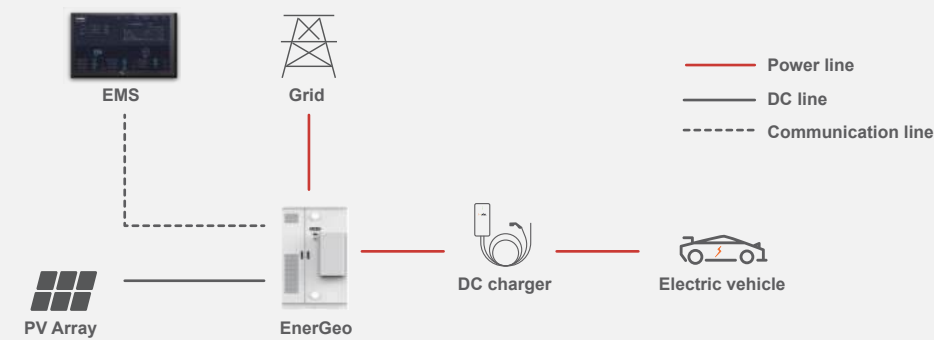 EMS
Grid
Power line
DC line
Communication line
DC charger
Electric vehicle
PV Array
EnerGeo